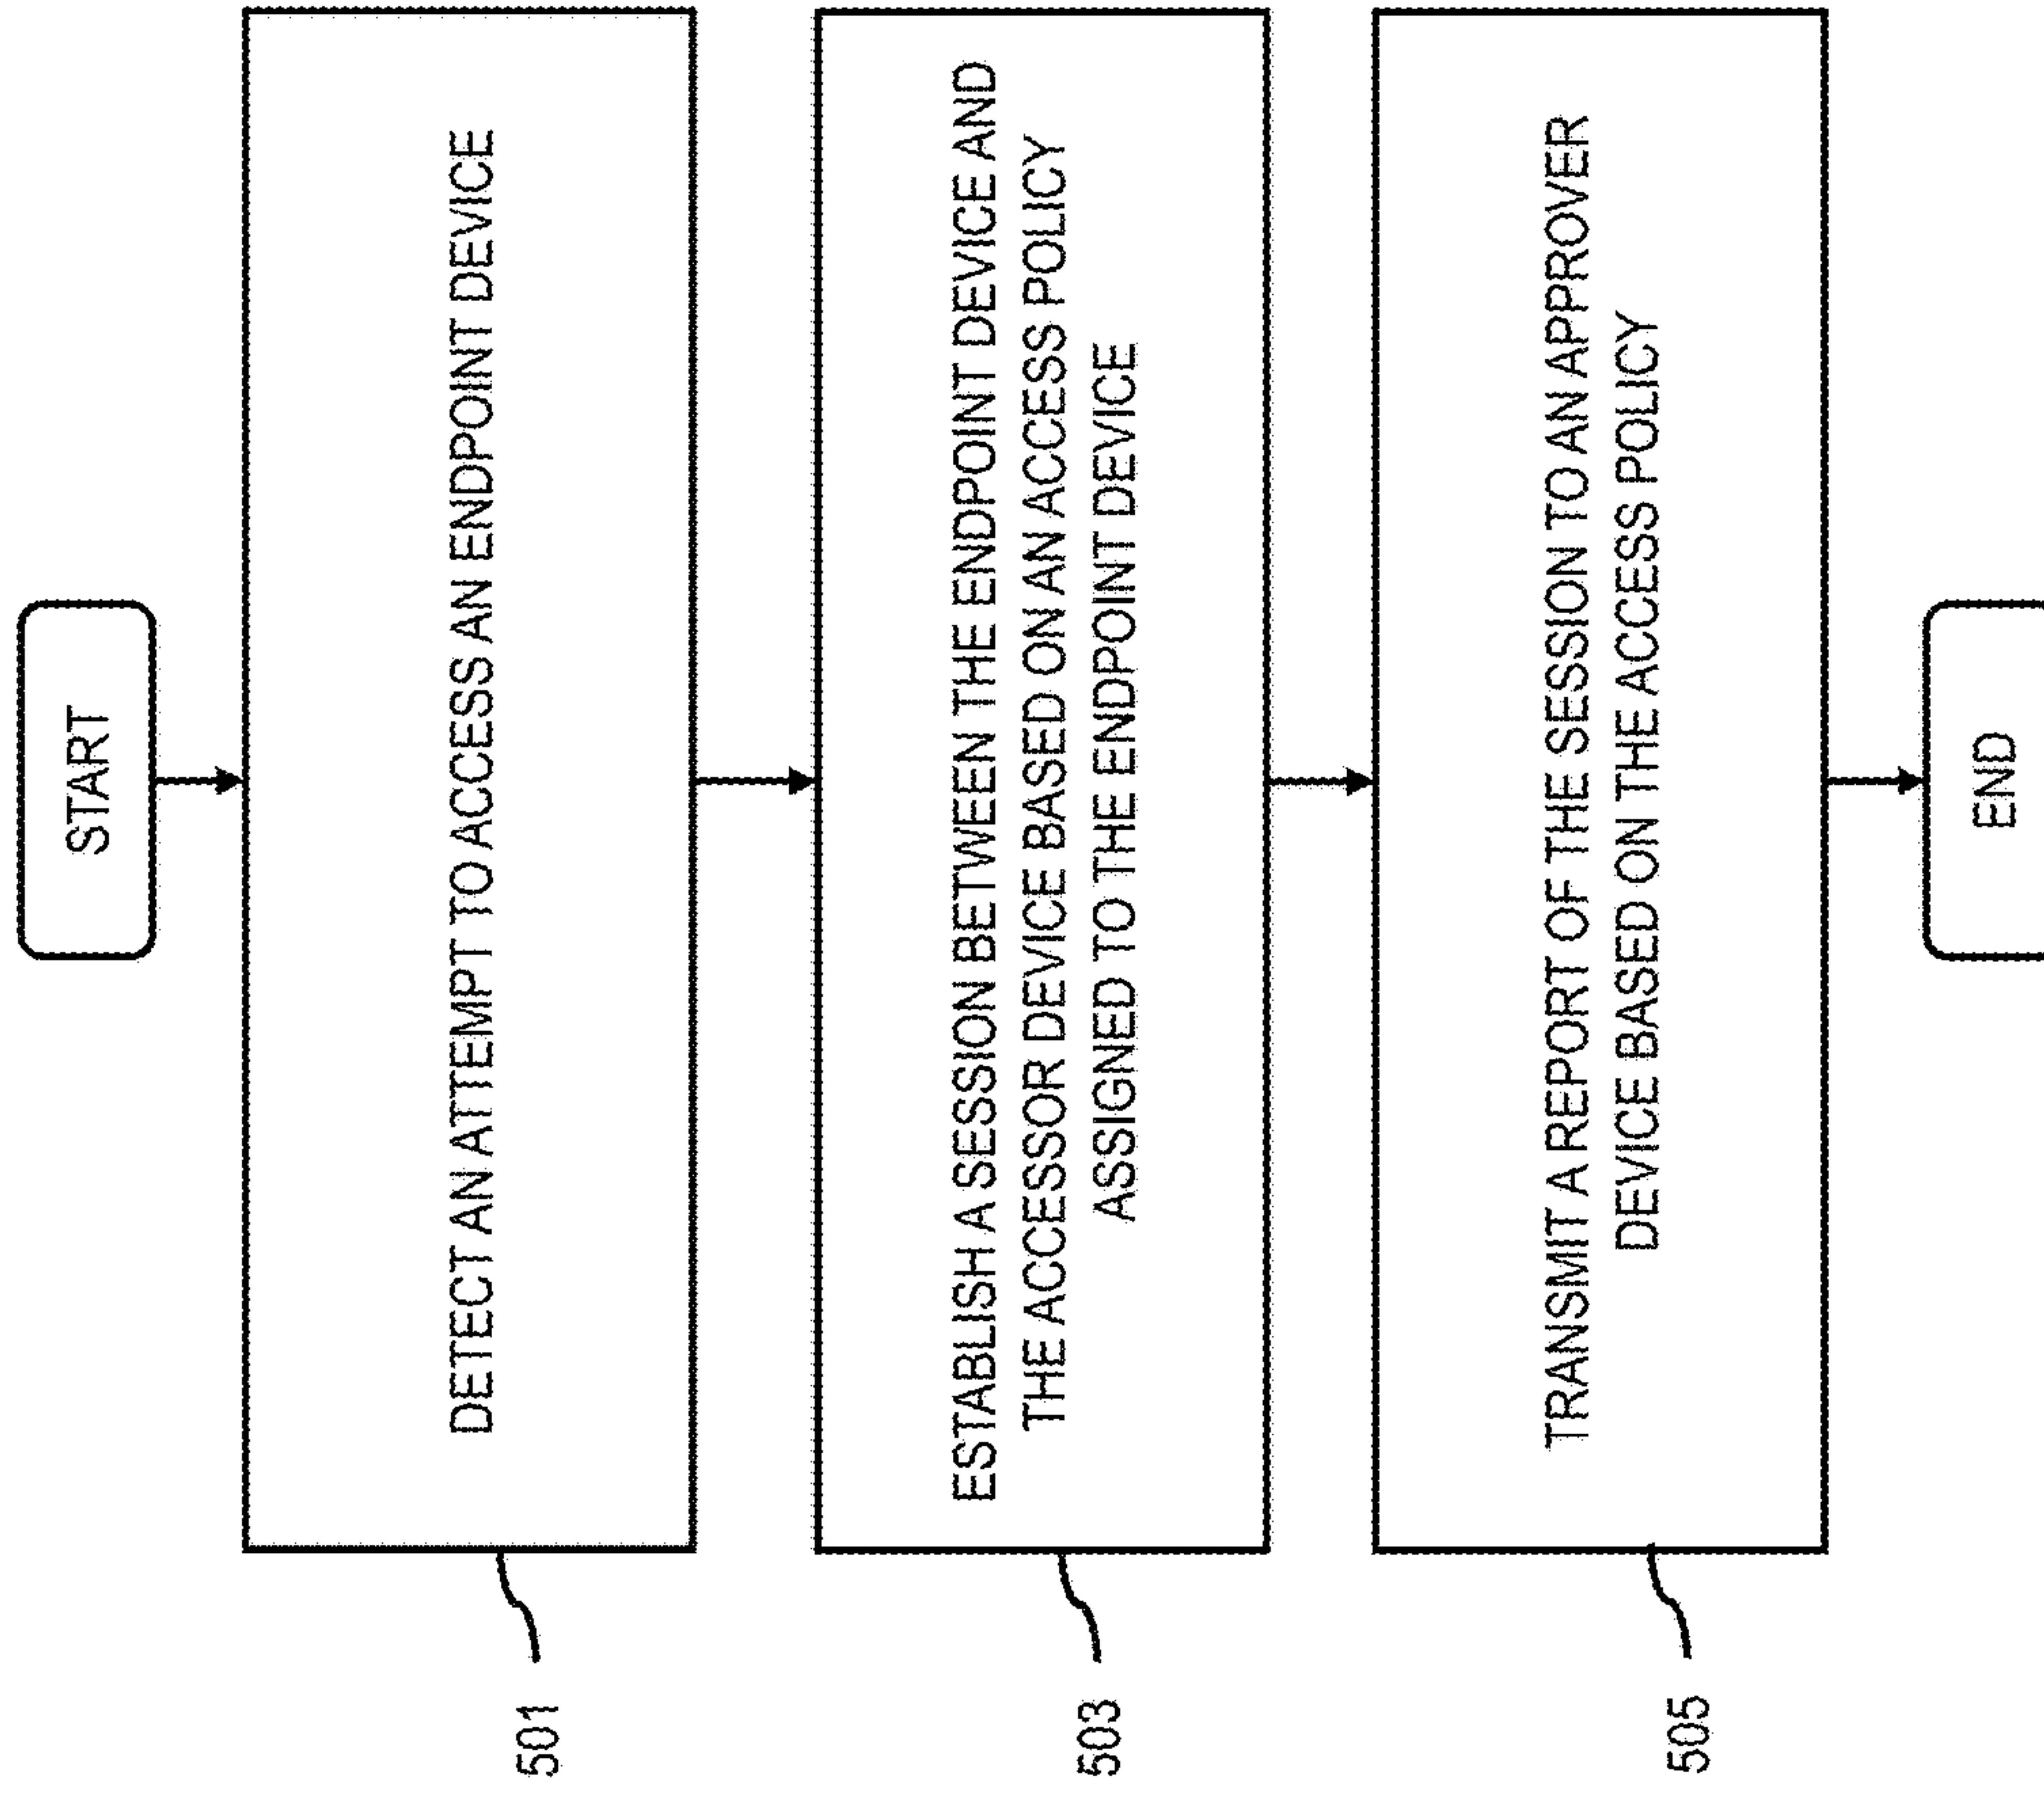 START
DETECT AN ATTEMPT TO ACCESS AN ENDPOINT DEVICE
501
ESTABLISH A SESSION BETWEEN THE ENDPOINT DEVICE AND
THE ACCESSOR DEVICE BASED ON AN ACCESS POLICY
ASSIGNED TO THE ENDPOINT DEVICE
503
TRANSMIT A REPORT OF THE SESSION TO AN APPROVER
DEVICE BASED ON THE ACCESS POLICY
505
END